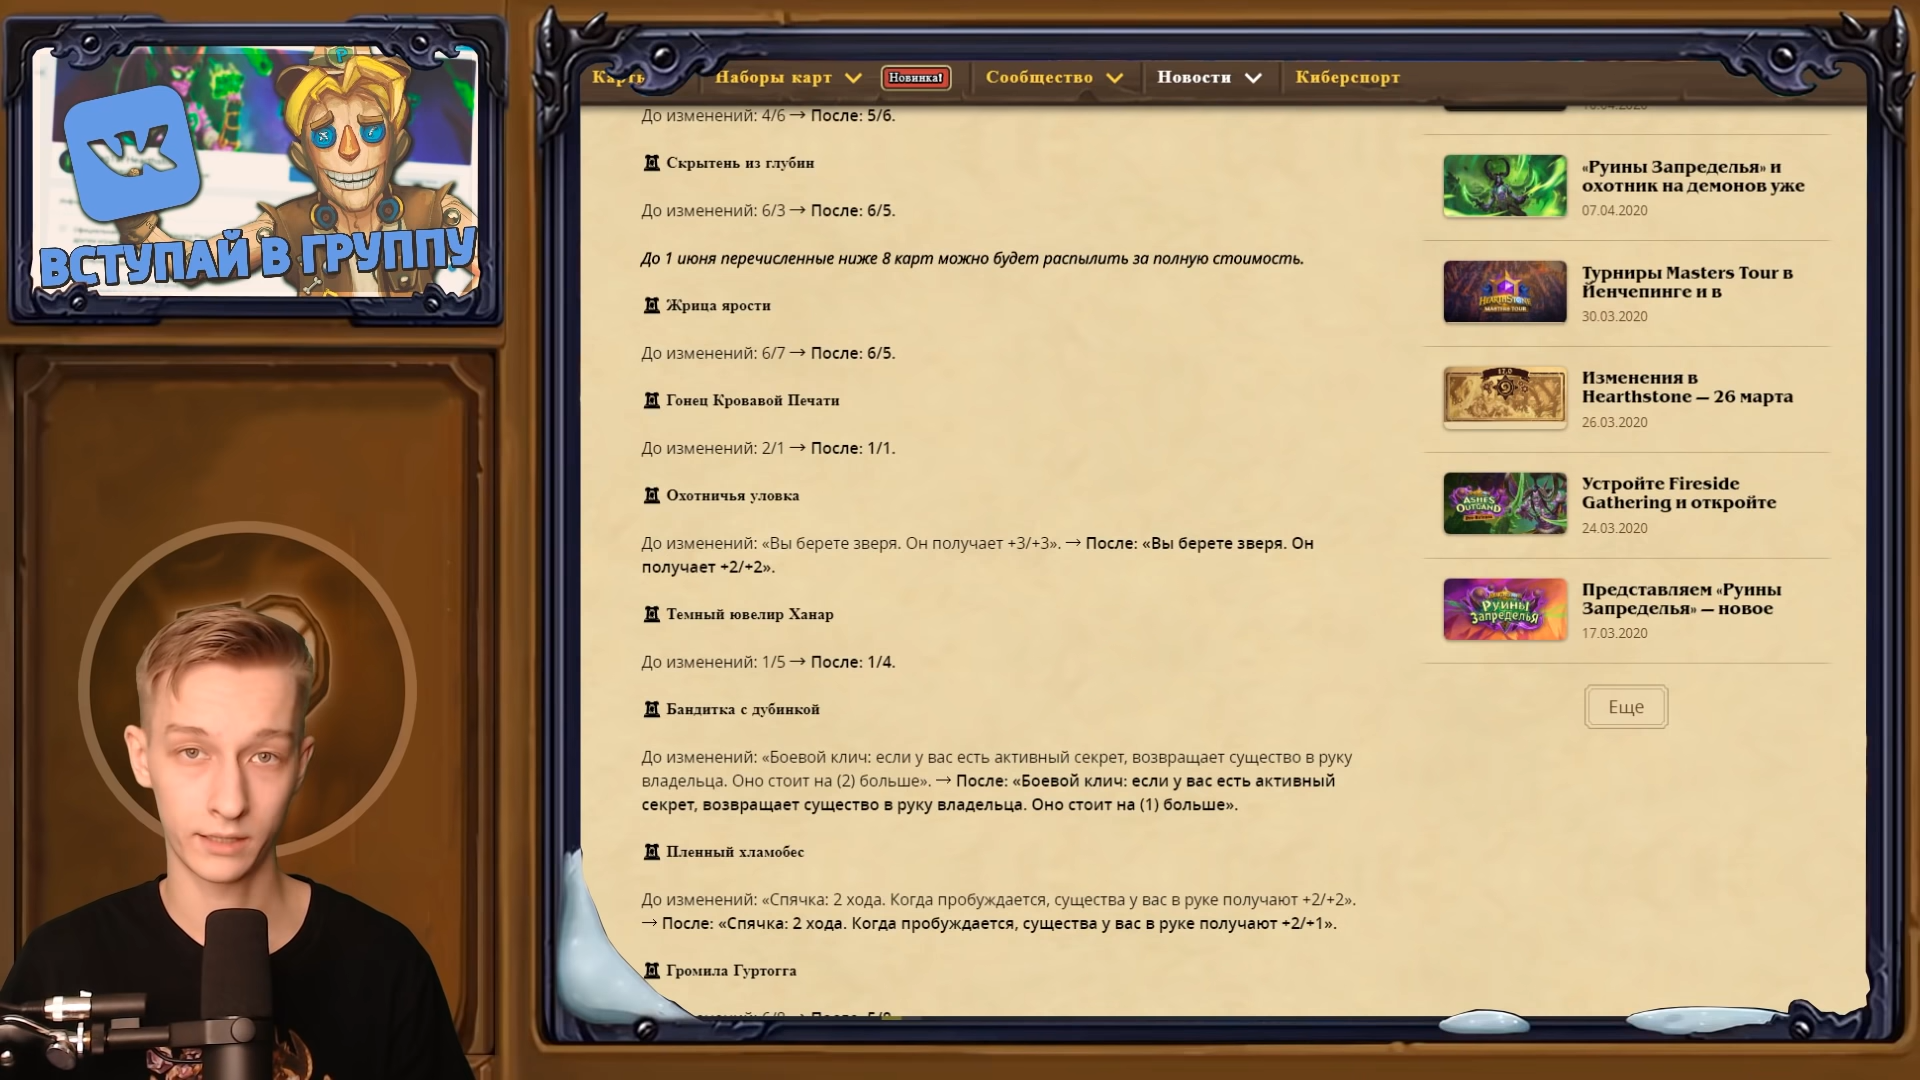 ВСТУПАЙ В ГРУППУ
Карты
Наборы карт
Новинка!
Сообщество
Новости
Киберспорт
До изменений: 4/6 → После: 5/6.
Скрытень из глубин
До изменений: 6/3 → После: 6/5.
До 1 июня перечисленные ниже 8 карт можно будет распылить за полную стоимость.
Жрица ярости
До изменений: 6/7 → После: 6/5.
Гонец Кровавой Печати
До изменений: 2/1 → После: 1/1.
Охотничья уловка
До изменений: «Вы берете зверя. Он получает +3/+3». → После: «Вы берете зверя. Он
получает +2/+2».
Темный ювелир Ханар
До изменений: 1/5 → После: 1/4.
Бандитка с дубинкой
До изменений: «Боевой клич: если у вас есть активный секрет, возвращает существо в руку
владельца. Оно стоит на (2) больше». → После: «Боевой клич: если у вас есть активный
секрет, возвращает существо в руку владельца. Оно стоит на (1) больше».
Пленный хламобес
До изменений: «Спячка: 2 хода. Когда пробуждается, существа у вас в руке получают +2/+2».
→ После: «Спячка: 2 хода. Когда пробуждается, существа у вас в руке получают +2/+1».
Громила Гуртогга
«Руины Запределья» и
охотник на демонов уже
07.04.2020
Турниры Masters Tour в
Йенчепинге и в
30.03.2020
Изменения в
Hearthstone — 26 марта
26.03.2020
Устройте Fireside
Gathering и откройте
24.03.2020
Представляем «Руины
Запределья» — новое
17.03.2020
Еще